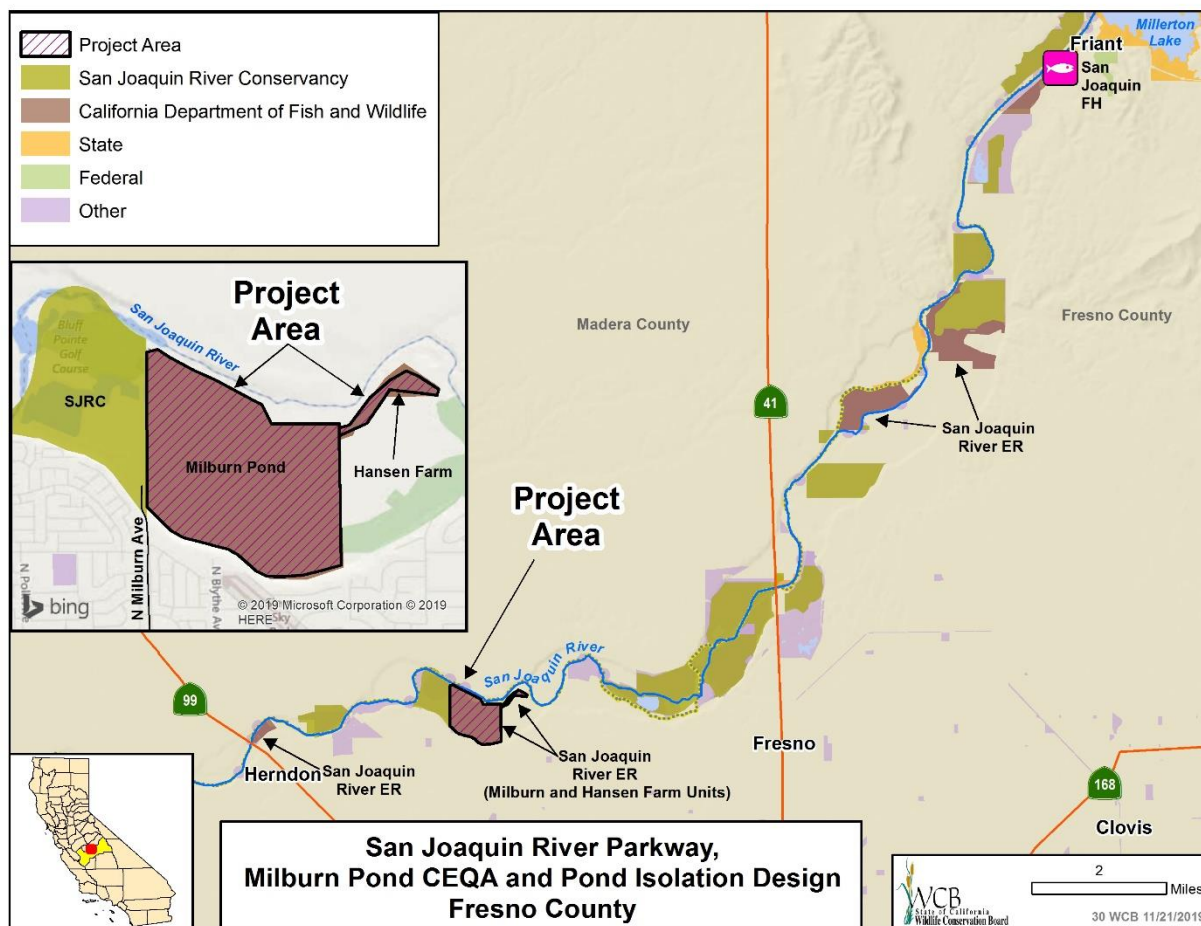 Project Area
San Joaquin River Conservancy
California Department of Fish and Wildlife
State
Federal
Other
Millerton
Lake
Friant
San
Joaquin
FH
Project
Area
San Joaquin River
Bluff
Pointe
Golf
Course
SJRC
Milburn Pond
Hansen Farm
N Milburn Ave
N Blythe Ave
bing
© 2019 Microsoft Corporation © 2019
HERE
Madera County
Fresno County
41
San Joaquin
River ER
Project
Area
San Joaquin River
99
Herndon
San Joaquin
River ER
San Joaquin
River ER
(Milburn and Hansen Farm Units)
Fresno
168
Clovis
San Joaquin River Parkway,
Milburn Pond CEQA and Pond Isolation Design
Fresno County
WCB
State of California
Wildlife Conservation Board
2
Miles
30 WCB 11/21/2019